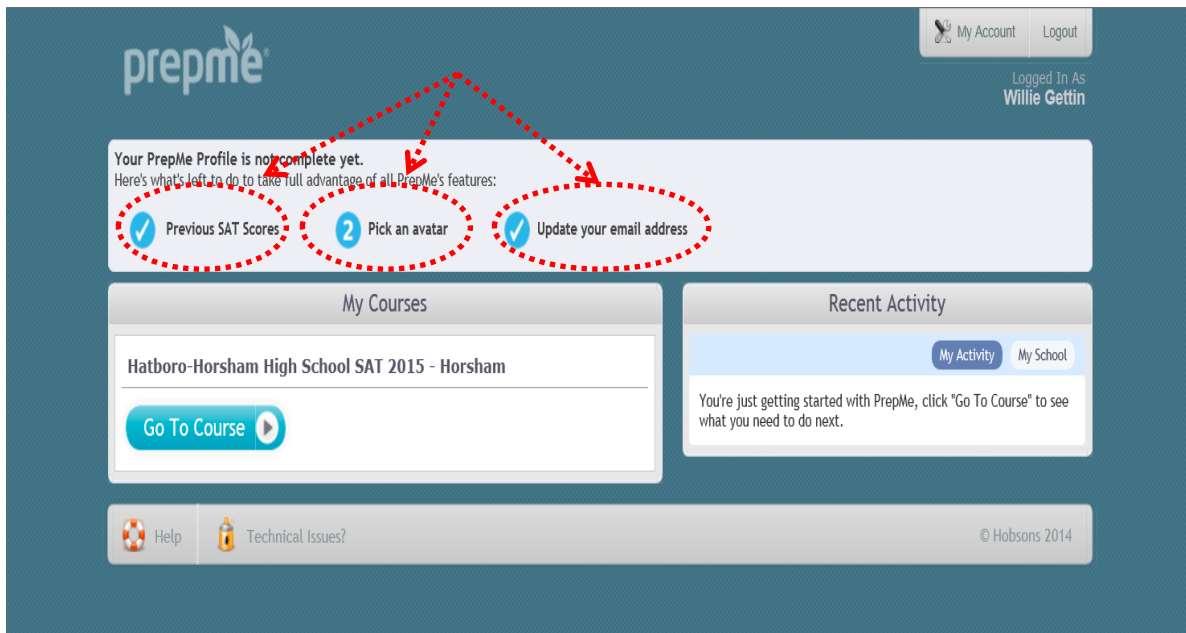 prepme®
My Account Logout
Logged In As
Willie Gettin
Your PrepMe Profile is not complete yet.
Here's what's left to do to take full advantage of all PrepMe's features:
Previous SAT Scores 2 Pick an avatar Update your email address
My Courses
Hatboro-Horsham High School SAT 2015 - Horsham
Go To Course
Recent Activity
My Activity My School
You're just getting started with PrepMe, click "Go To Course" to see
what you need to do next.
Help Technical Issues? © Hobsons 2014